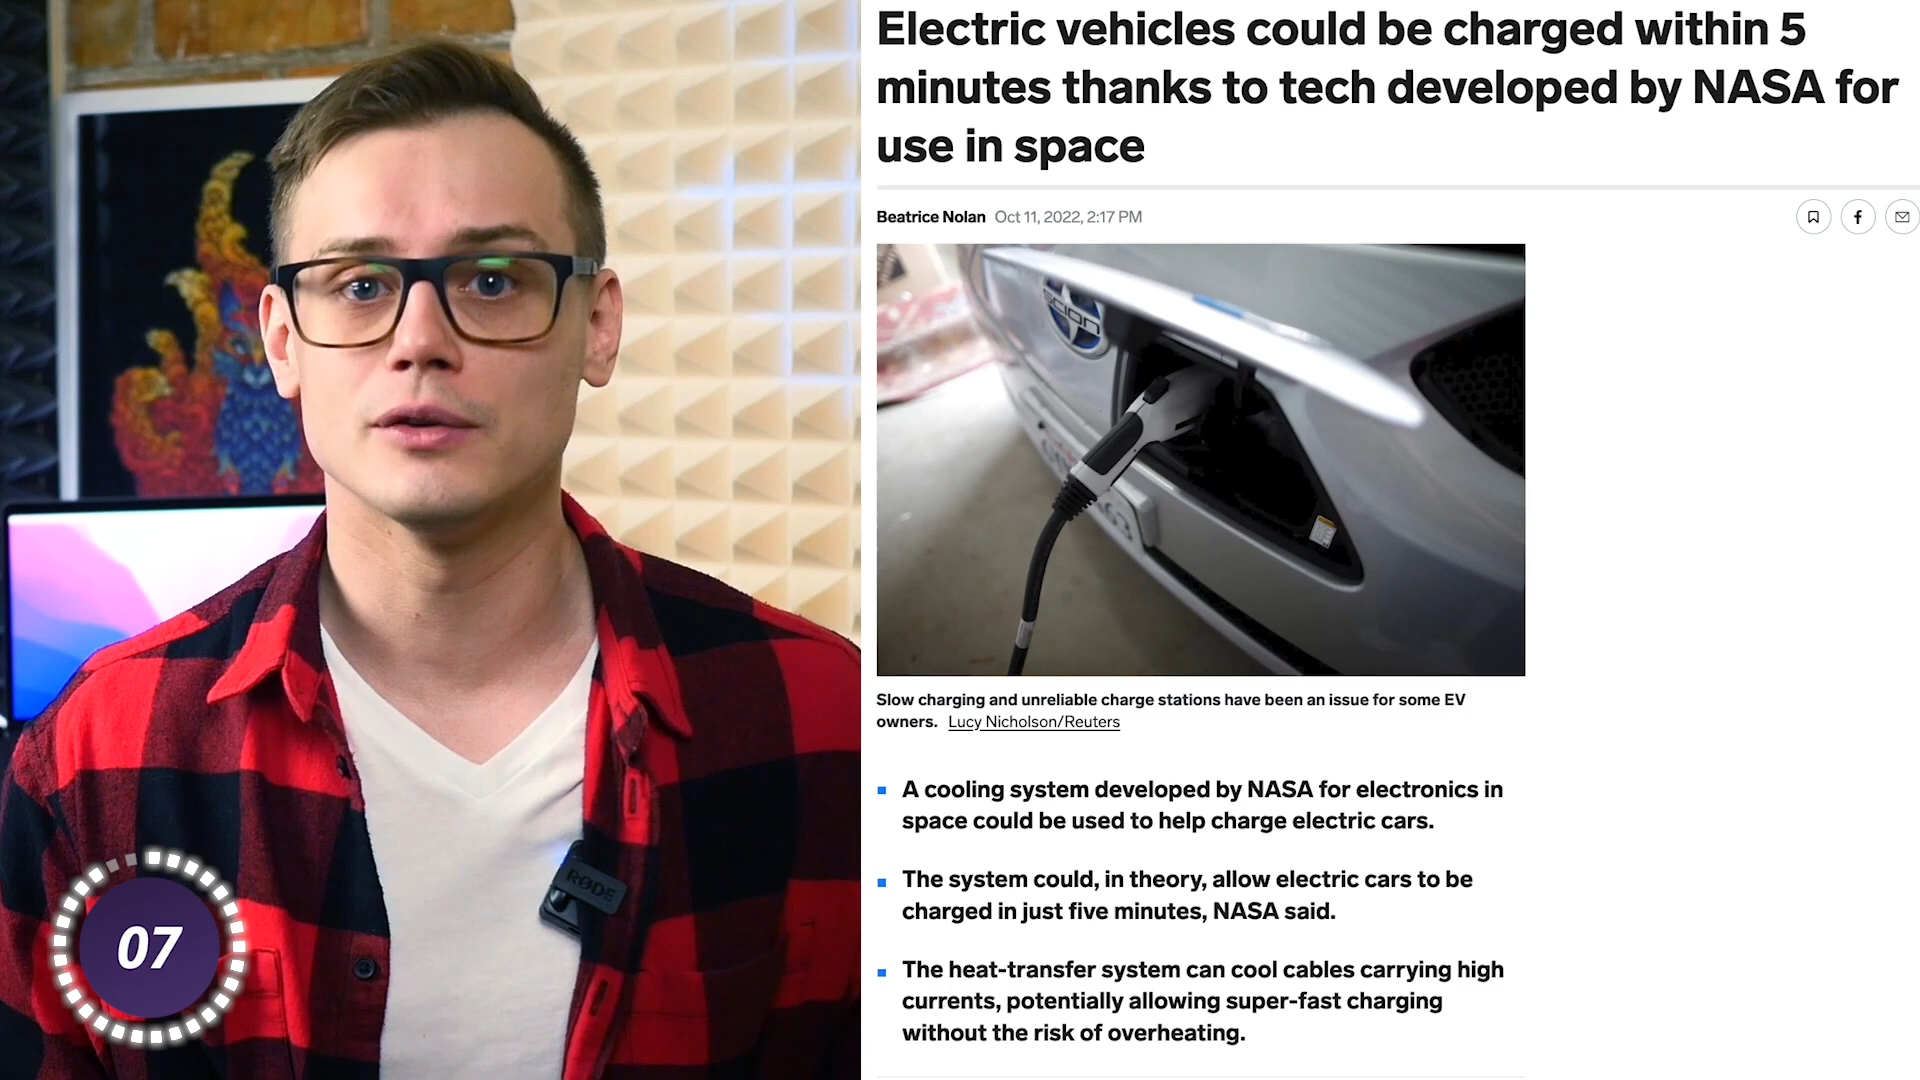 Electric vehicles could be charged within 5
minutes thanks to tech developed by NASA for
use in space
Beatrice Nolan Oct 11, 2022, 2:17 PM
SCION
Slow charging and unreliable charge stations have been an issue for some EV
owners. Lucy Nicholson/Reuters
A cooling system developed by NASA for electronics in
space could be used to help charge electric cars.
The system could, in theory, allow electric cars to be
charged in just five minutes, NASA said.
The heat-transfer system can cool cables carrying high
currents, potentially allowing super-fast charging
without the risk of overheating.
RØDE
07